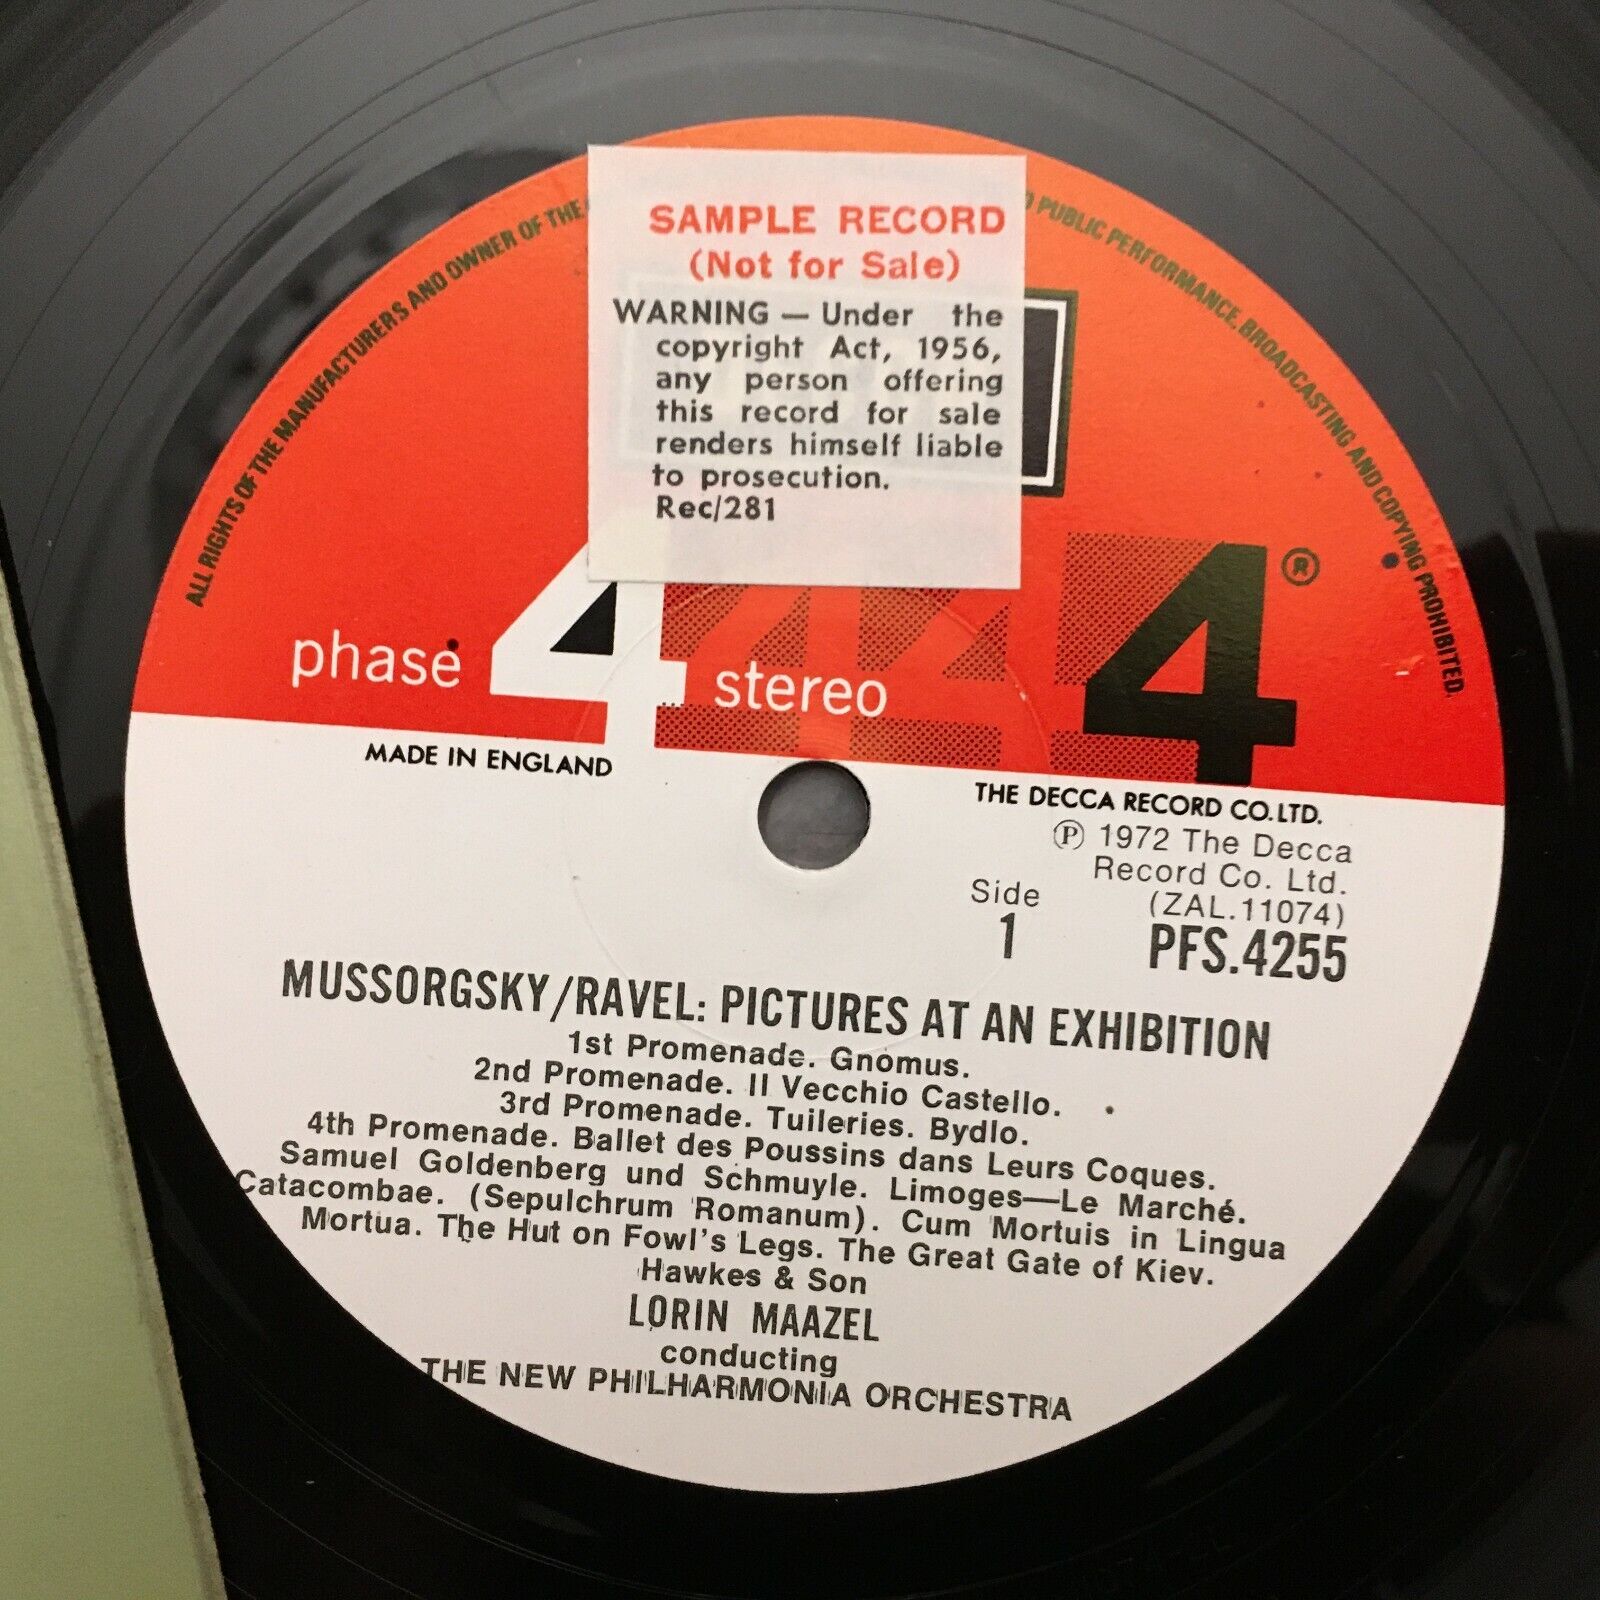 ALL RIGHTS OF THE MANUFACTURERS AND OWNER OF THE
PUBLIC PERFORMANCE, BROADCASTING AND COPYING PROHIBITED.
SAMPLE RECORD
(Not for Sale)
WARNING — Under the
copyright Act, 1956,
any person offering
this record for sale
renders himself liable
to prosecution.
Rec/281
phase 4 stereo 4 4 4 ®
MADE IN ENGLAND
THE DECCA RECORD CO.LTD.
Ⓟ 1972 The Decca
Record Co. Ltd.
(ZAL.11074)
Side
1
PFS.4255
MUSSORGSKY/RAVEL: PICTURES AT AN EXHIBITION
1st Promenade. Gnomus.
2nd Promenade. Il Vecchio Castello.
3rd Promenade. Tuileries. Bydlo.
4th Promenade. Ballet des Poussins dans Leurs Coques.
Samuel Goldenberg und Schmuyle. Limoges—Le Marché.
Catacombae. (Sepulchrum Romanum). Cum Mortuis in Lingua
Mortua. The Hut on Fowl's Legs. The Great Gate of Kiev.
Hawkes & Son
LORIN MAAZEL
conducting
THE NEW PHILHARMONIA ORCHESTRA